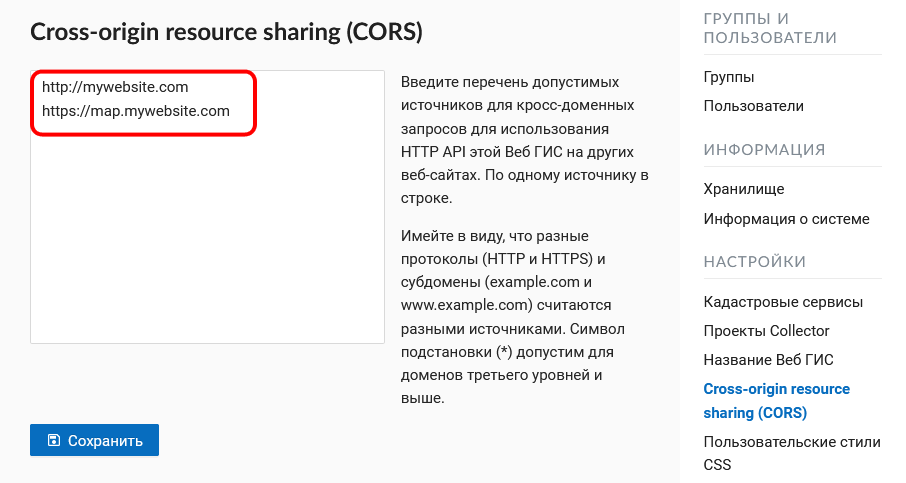 Cross-origin resource sharing (CORS)
http://mywebsite.com
https://map.mywebsite.com
Введите перечень допустимых
источников для кросс-доменных
запросов для использования
HTTP API этой Веб ГИС на других
веб-сайтах. По одному источнику в
строке.
Имейте в виду, что разные
протоколы (HTTP и HTTPS) и
субдомены (example.com и
www.example.com) считаются
разными источниками. Символ
подстановки (*) допустим для
доменов третьего уровней и
выше.
Сохранить
ГРУППЫ И
ПОЛЬЗОВАТЕЛИ
Группы
Пользователи
ИНФОРМАЦИЯ
Хранилище
Информация о системе
НАСТРОЙКИ
Кадастровые сервисы
Проекты Collector
Название Веб ГИС
Cross-origin resource
sharing (CORS)
Пользовательские стили
CSS